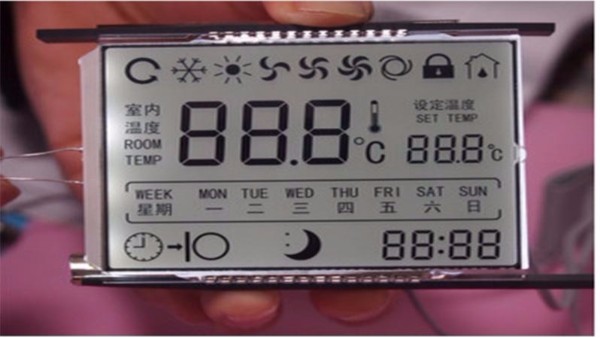 室内
温度
ROOM
TEMP
88.8°C
设定温度
SET TEMP
88.8°C
WEEK MON TUE WED THU FRI SAT SUN
星期 一 二 三 四 五 六 日
88:88